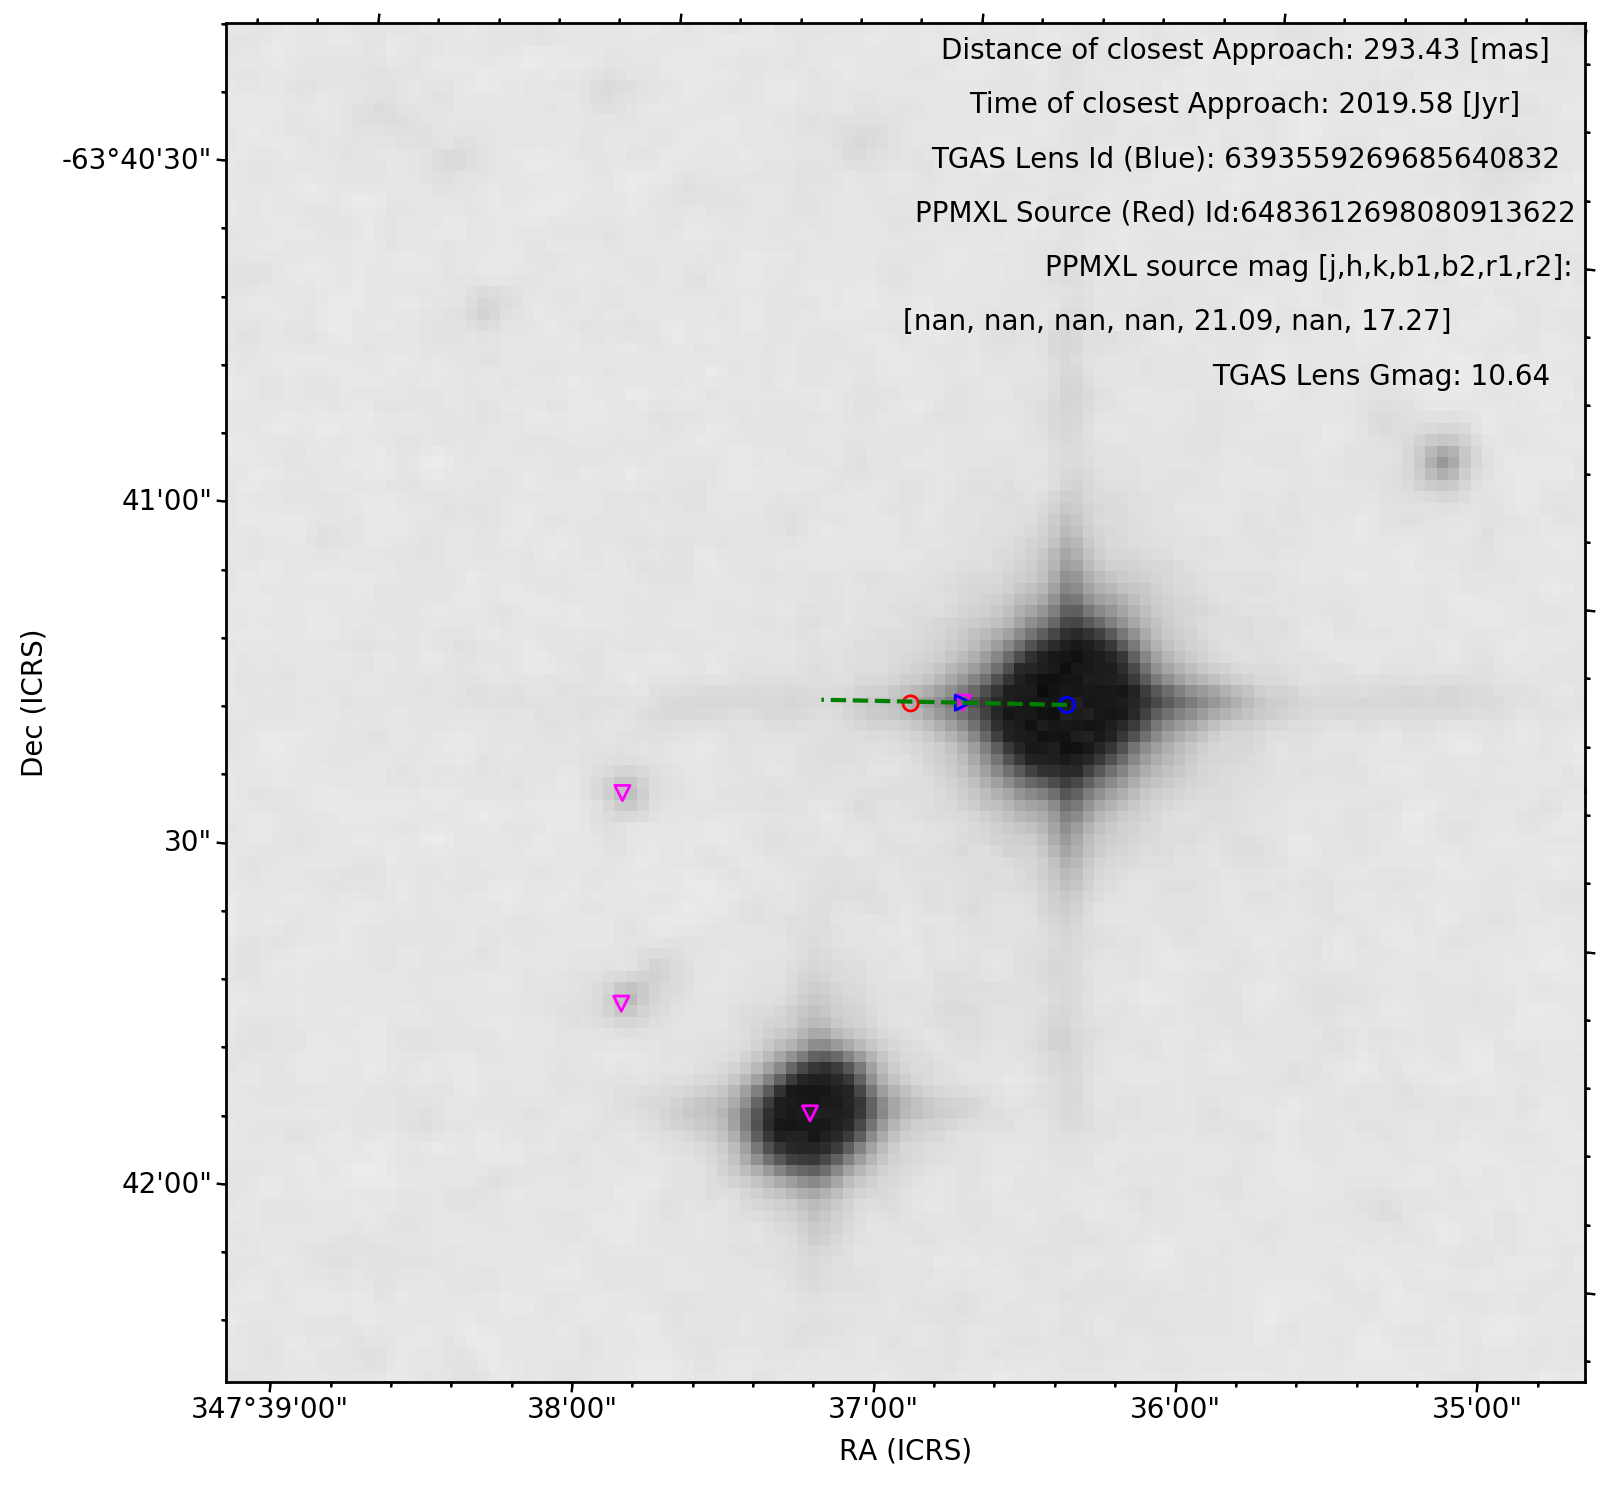 Distance of closest Approach: 293.43 [mas]
Time of closest Approach: 2019.58 [Jyr]
TGAS Lens Id (Blue): 6393559269685640832
PPMXL Source (Red) Id:6483612698080913622
PPMXL source mag [j,h,k,b1,b2,r1,r2]:
[nan, nan, nan, nan, 21.09, nan, 17.27]
TGAS Lens Gmag: 10.64
-63°40'30"
41'00"
30"
42'00"
Dec (ICRS)
347°39'00"
38'00"
37'00"
36'00"
35'00"
RA (ICRS)